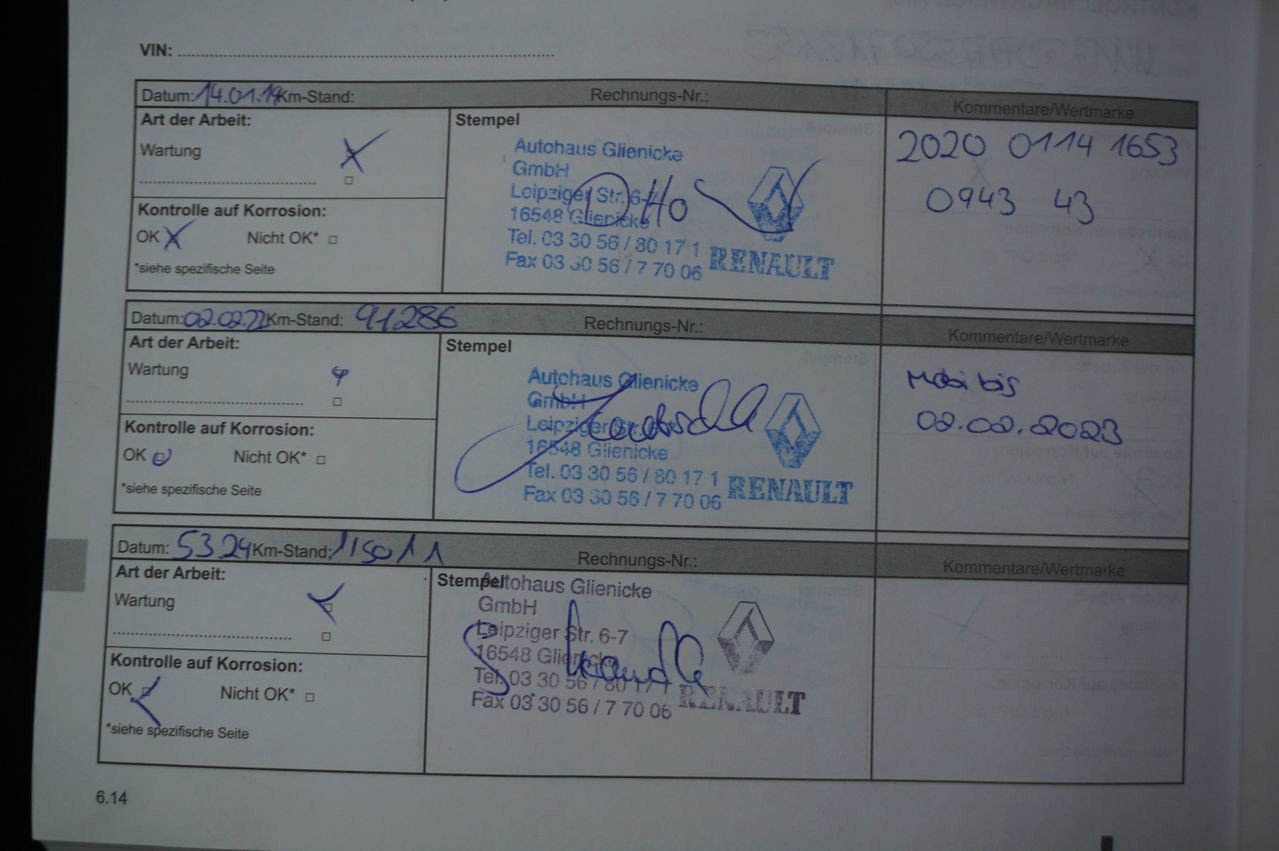 VIN:
Datum: 14.01.19 Km-Stand: Rechnungs-Nr.: Kommentare/Wertmarke
Art der Arbeit:
Wartung
Kontrolle auf Korrosion:
OK Nicht OK*
*siehe spezifische Seite
Stempel
Autohaus Glienicke
GmbH
Leipziger Str. 6-7
16548 Glienicke
Tel. 03 30 56 / 80 17 1
Fax 03 30 56 / 7 70 06
RENAULT
2020 0114 1653
0943 43
Datum: 02.02.22 Km-Stand: 91286 Rechnungs-Nr.: Kommentare/Wertmarke
Art der Arbeit:
Wartung
Kontrolle auf Korrosion:
OK Nicht OK*
*siehe spezifische Seite
Stempel
Autohaus Glienicke
GmbH
Leipziger Str. 6-7
16548 Glienicke
Tel. 03 30 56 / 80 17 1
Fax 03 30 56 / 7 70 06
RENAULT
Mobi bis
02.02.2023
Datum: 5 3.24 Km-Stand: 115011 Rechnungs-Nr.: Kommentare/Wertmarke
Art der Arbeit:
Wartung
Kontrolle auf Korrosion:
OK Nicht OK*
*siehe spezifische Seite
Stempel
Autohaus Glienicke
GmbH
Leipziger Str. 6-7
16548 Glienicke
Tel. 03 30 56 / 80 17 1
Fax 03 30 56 / 7 70 06
RENAULT
6.14